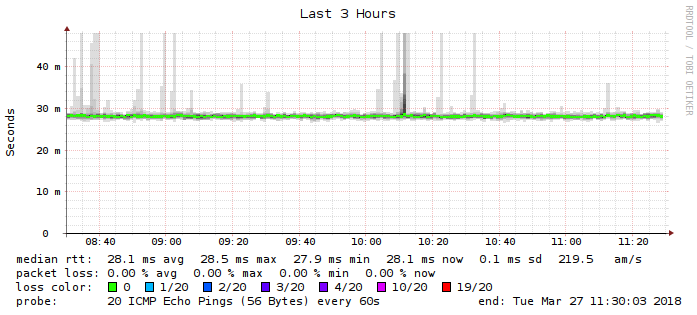 Last 3 Hours
RRDTOOL / TOBI OETIKER
Seconds
40 m
30 m
20 m
10 m
0
08:40 09:00 09:20 09:40 10:00 10:20 10:40 11:00 11:20
median rtt: 28.1 ms avg 28.5 ms max 27.9 ms min 28.1 ms now 0.1 ms sd 219.5 am/s
packet loss: 0.00 % avg 0.00 % max 0.00 % min 0.00 % now
loss color: 0 1/20 2/20 3/20 4/20 10/20 19/20
probe: 20 ICMP Echo Pings (56 Bytes) every 60s end: Tue Mar 27 11:30:03 2018